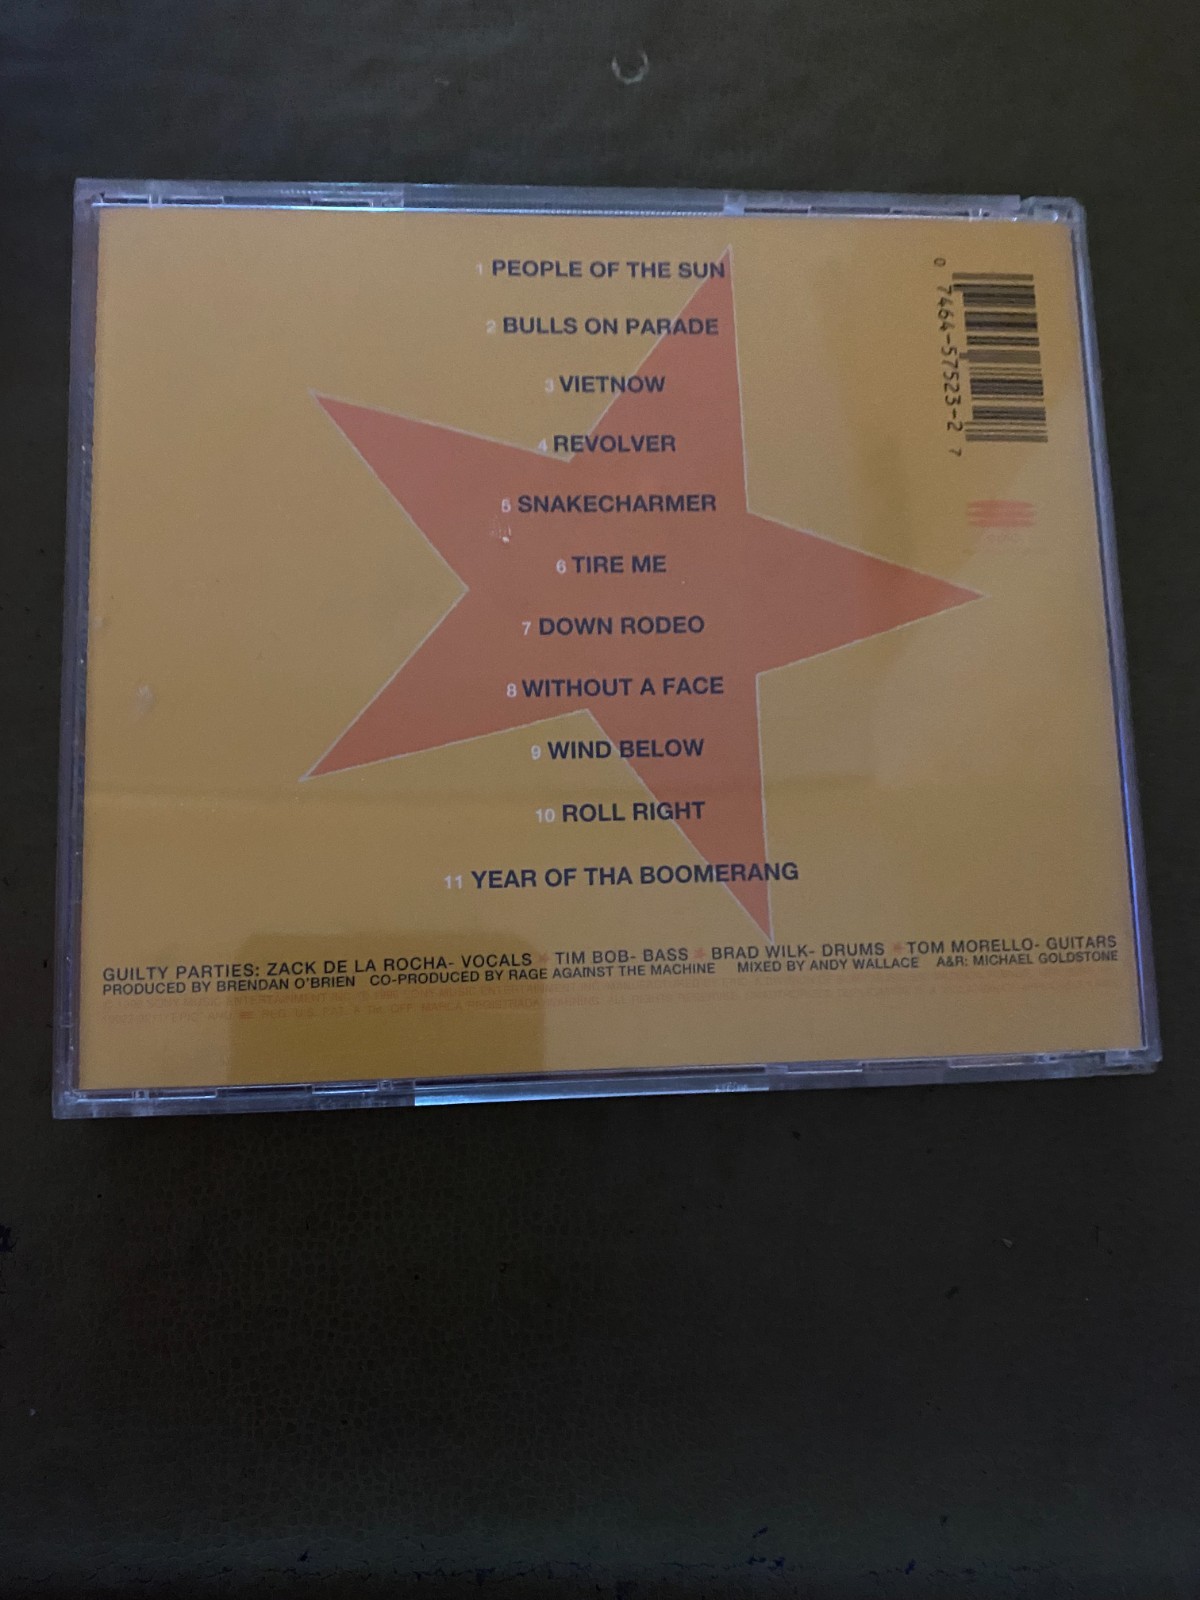 1 PEOPLE OF THE SUN
2 BULLS ON PARADE
3 VIETNOW
4 REVOLVER
5 SNAKECHARMER
6 TIRE ME
7 DOWN RODEO
8 WITHOUT A FACE
9 WIND BELOW
10 ROLL RIGHT
11 YEAR OF THA BOOMERANG
0 7464-57523-2 7
GUILTY PARTIES: ZACK DE LA ROCHA- VOCALS * TIM BOB- BASS * BRAD WILK- DRUMS * TOM MORELLO- GUITARS
PRODUCED BY BRENDAN O'BRIEN CO-PRODUCED BY RAGE AGAINST THE MACHINE MIXED BY ANDY WALLACE A&R: MICHAEL GOLDSTONE